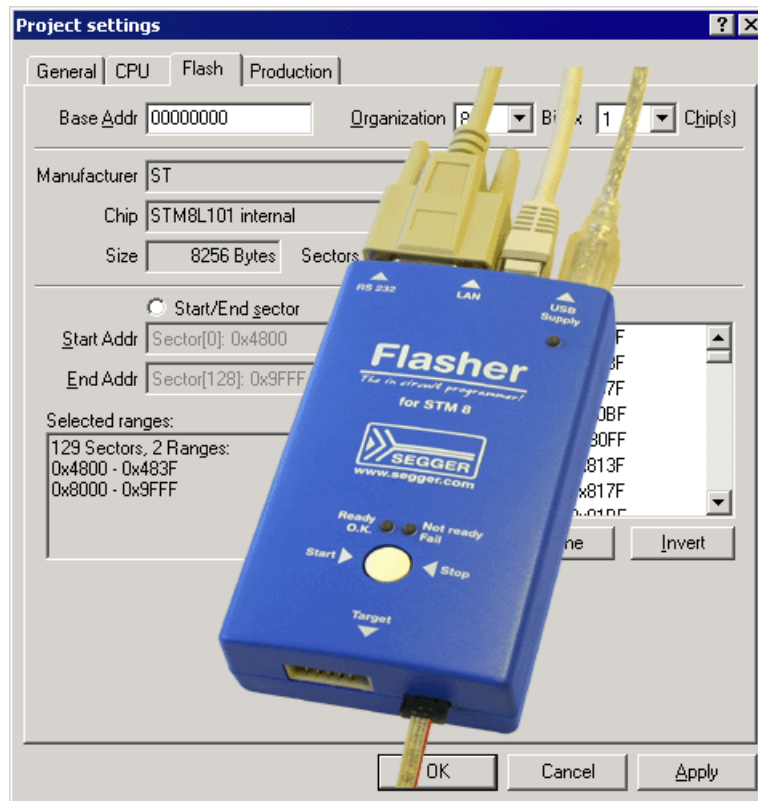 Project settings
General CPU Flash Production
Base Addr 00000000 Organization 8 1 Chip(s)
Manufacturer ST
Chip STM8L101 internal
Size 8256 Bytes Sectors
Start/End sector
Start Addr Sector[0]: 0x4800
End Addr Sector[128]: 0x9FFF
Selected ranges:
129 Sectors, 2 Ranges:
0x4800 - 0x483F
0x8000 - 0x9FFF
RS 232 LAN USB Supply
Flasher
The in circuit programmer!
for STM 8
SEGGER
www.segger.com
Ready O.K. Not ready Fail
Start Stop
Target
Invert
OK Cancel Apply